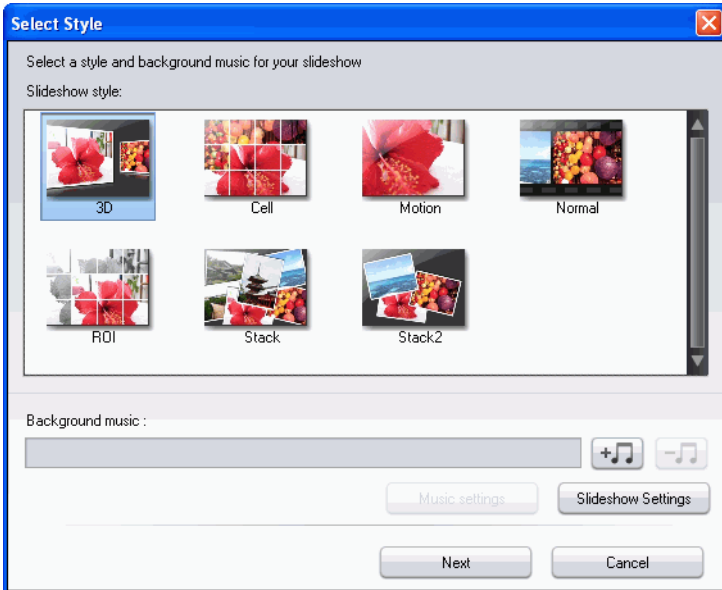 Select Style
Select a style and background music for your slideshow
Slideshow style:
3D Cell Motion Normal
ROI Stack Stack2
Background music :
Music settings Slideshow Settings
Next Cancel